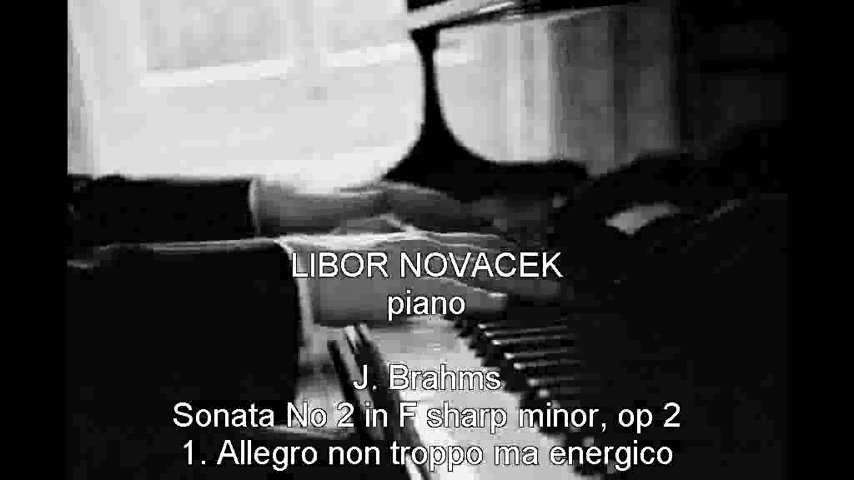 LIBOR NOVACEK
piano
J. Brahms
Sonata No 2 in F sharp minor, op 2
1. Allegro non troppo ma energico